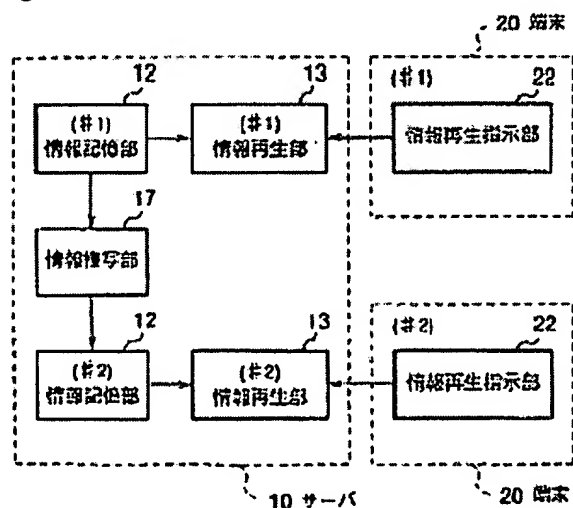 20 端末
12
13
(#1)
22
(#1)
情報記憶部
(#1)
情報再生部
情報再生指示部
17
情報複写部
12
13
(#2)
22
(#2)
情報記憶部
(#2)
情報再生部
情報再生指示部
10 サーバ
20 端末